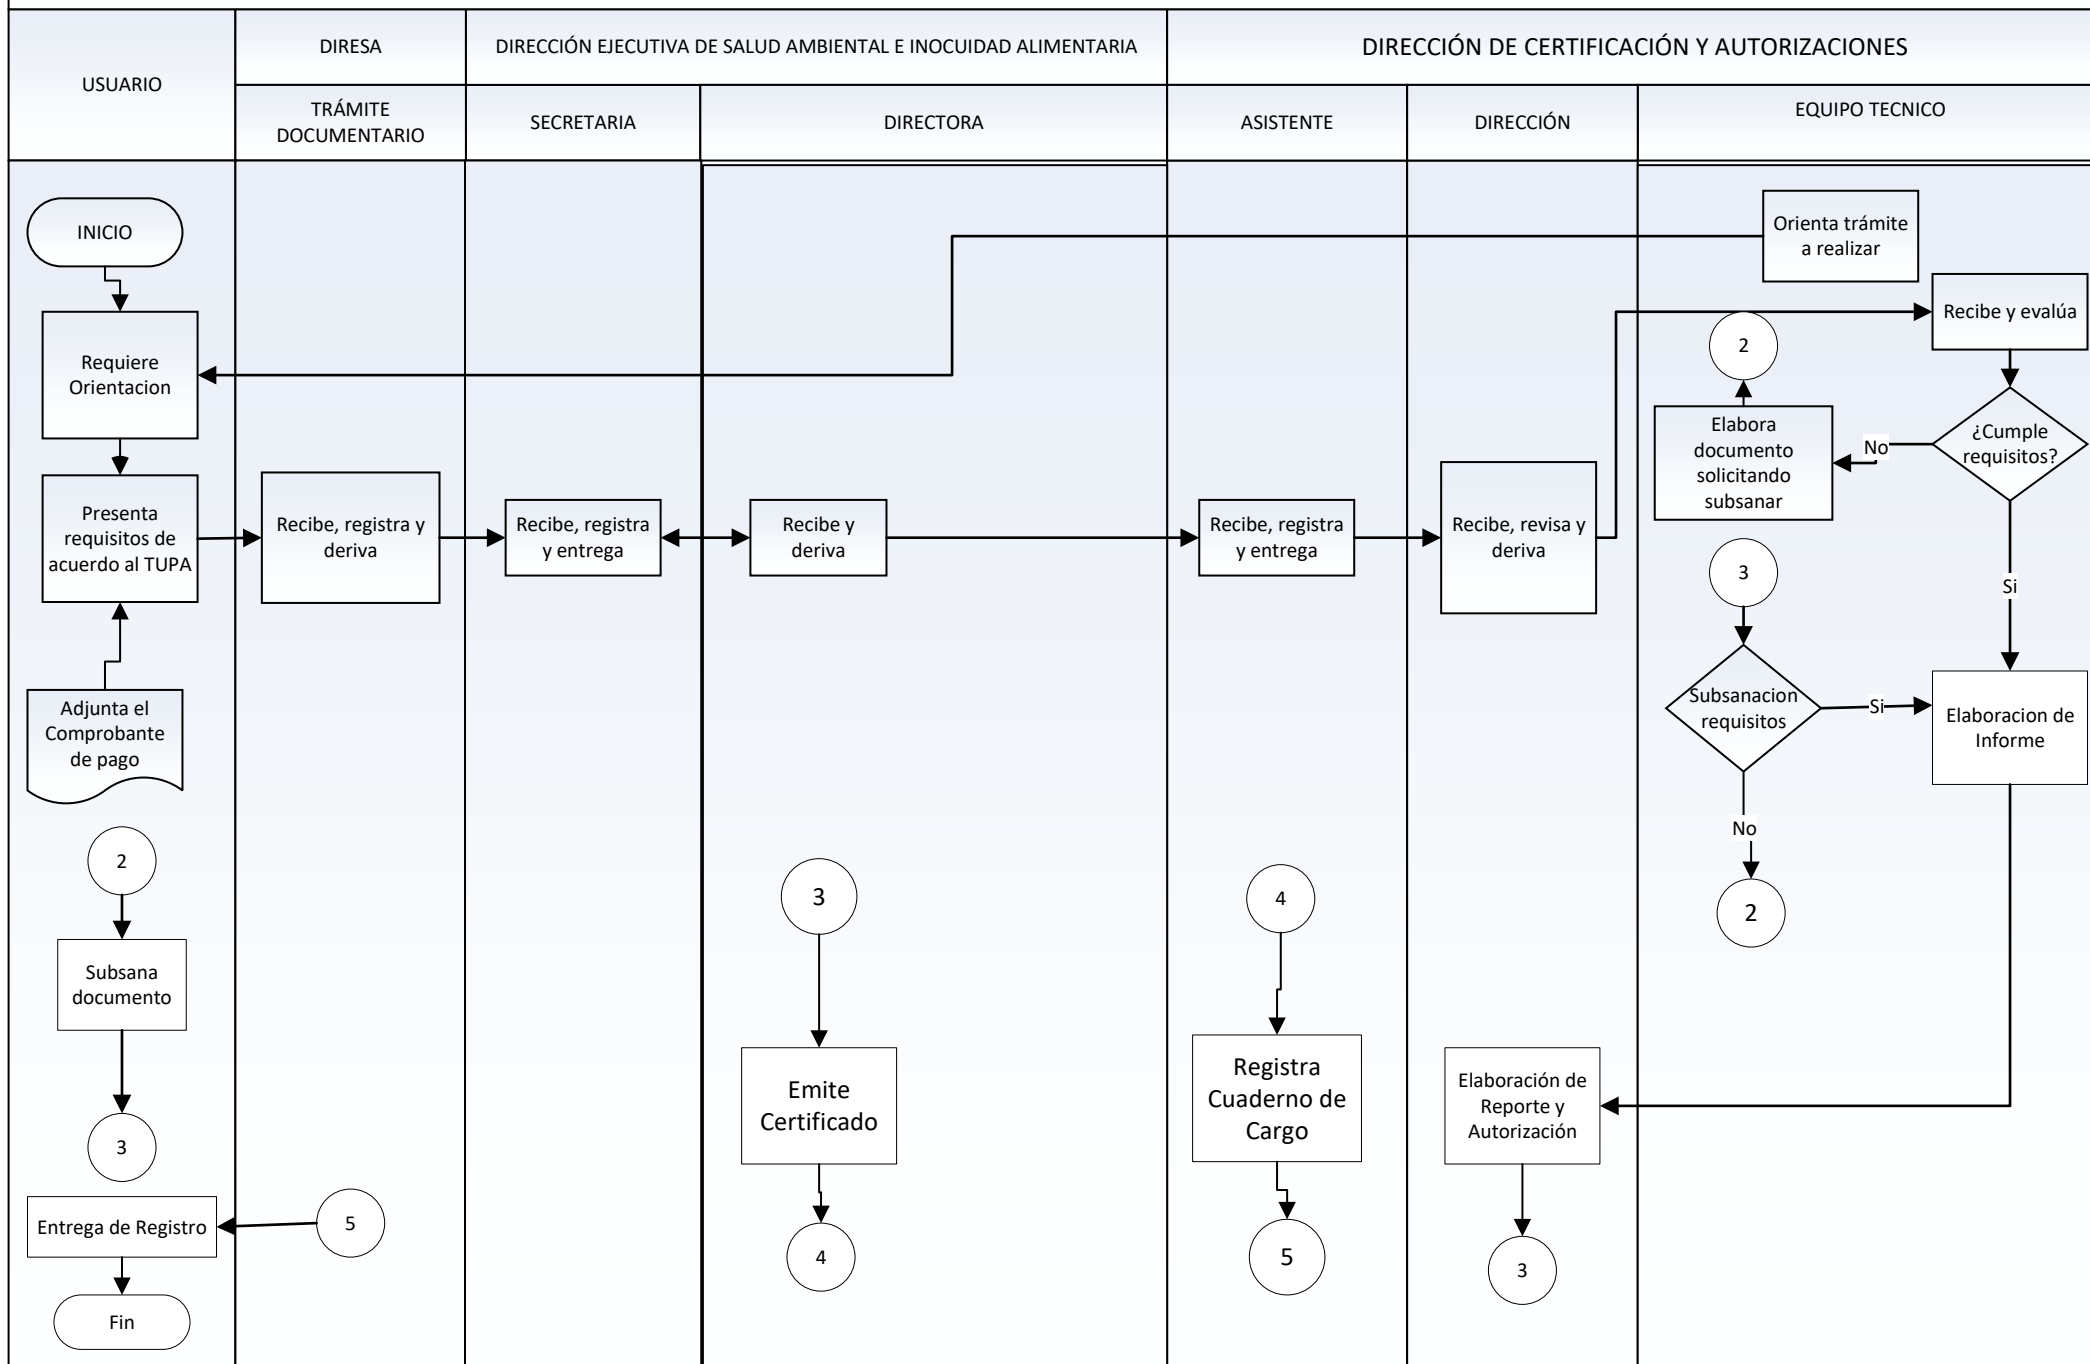 USUARIO
DIRESA
DIRECCIÓN EJECUTIVA DE SALUD AMBIENTAL E INOCUIDAD ALIMENTARIA
DIRECCIÓN DE CERTIFICACIÓN Y AUTORIZACIONES
TRÁMITE
DOCUMENTARIO
SECRETARIA
DIRECTORA
ASISTENTE
DIRECCIÓN
EQUIPO TECNICO
INICIO
Orienta trámite
a realizar
Recibe y evalúa
Requiere
Orientacion
2
Elabora
documento
solicitando
subsanar
No
¿Cumple
requisitos?
Presenta
requisitos de
acuerdo al TUPA
Recibe, registra y
deriva
Recibe, registra
y entrega
Recibe y
deriva
Recibe, registra
y entrega
Recibe, revisa y
deriva
3
Si
Adjunta el
Comprobante
de pago
Subsanacion
requisitos
Si
Elaboracion de
Informe
No
2
3
4
2
Subsana
documento
Emite
Certificado
Registra
Cuaderno de
Cargo
Elaboración de
Reporte y
Autorización
3
Entrega de Registro
5
4
5
3
Fin